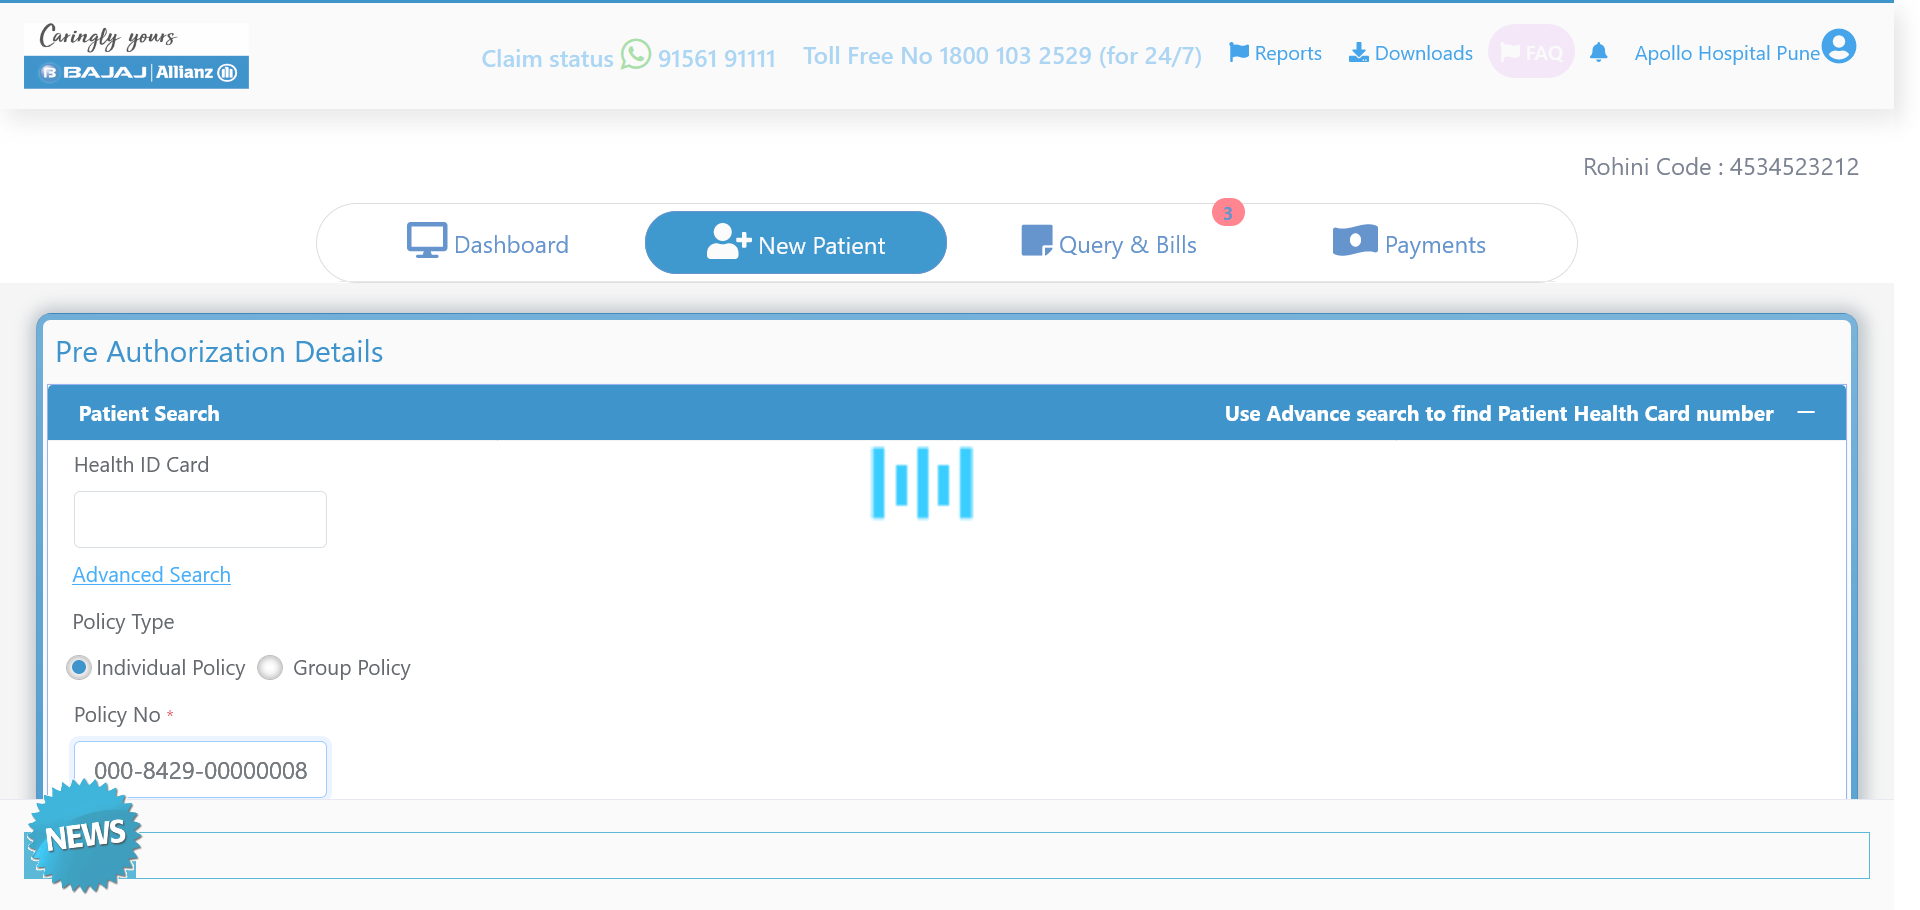 Caringly yours
BAJAJ | Allianz
Claim status 91561 91111
Toll Free No 1800 103 2529 (for 24/7)
Reports
Downloads
FAQ
Apollo Hospital Pune
Rohini Code : 4534523212
Dashboard
New Patient
Query & Bills
3
Payments
Pre Authorization Details
Patient Search
Use Advance search to find Patient Health Card number
Health ID Card
Advanced Search
Policy Type
Individual Policy
Group Policy
Policy No *
000-8429-00000008
NEWS